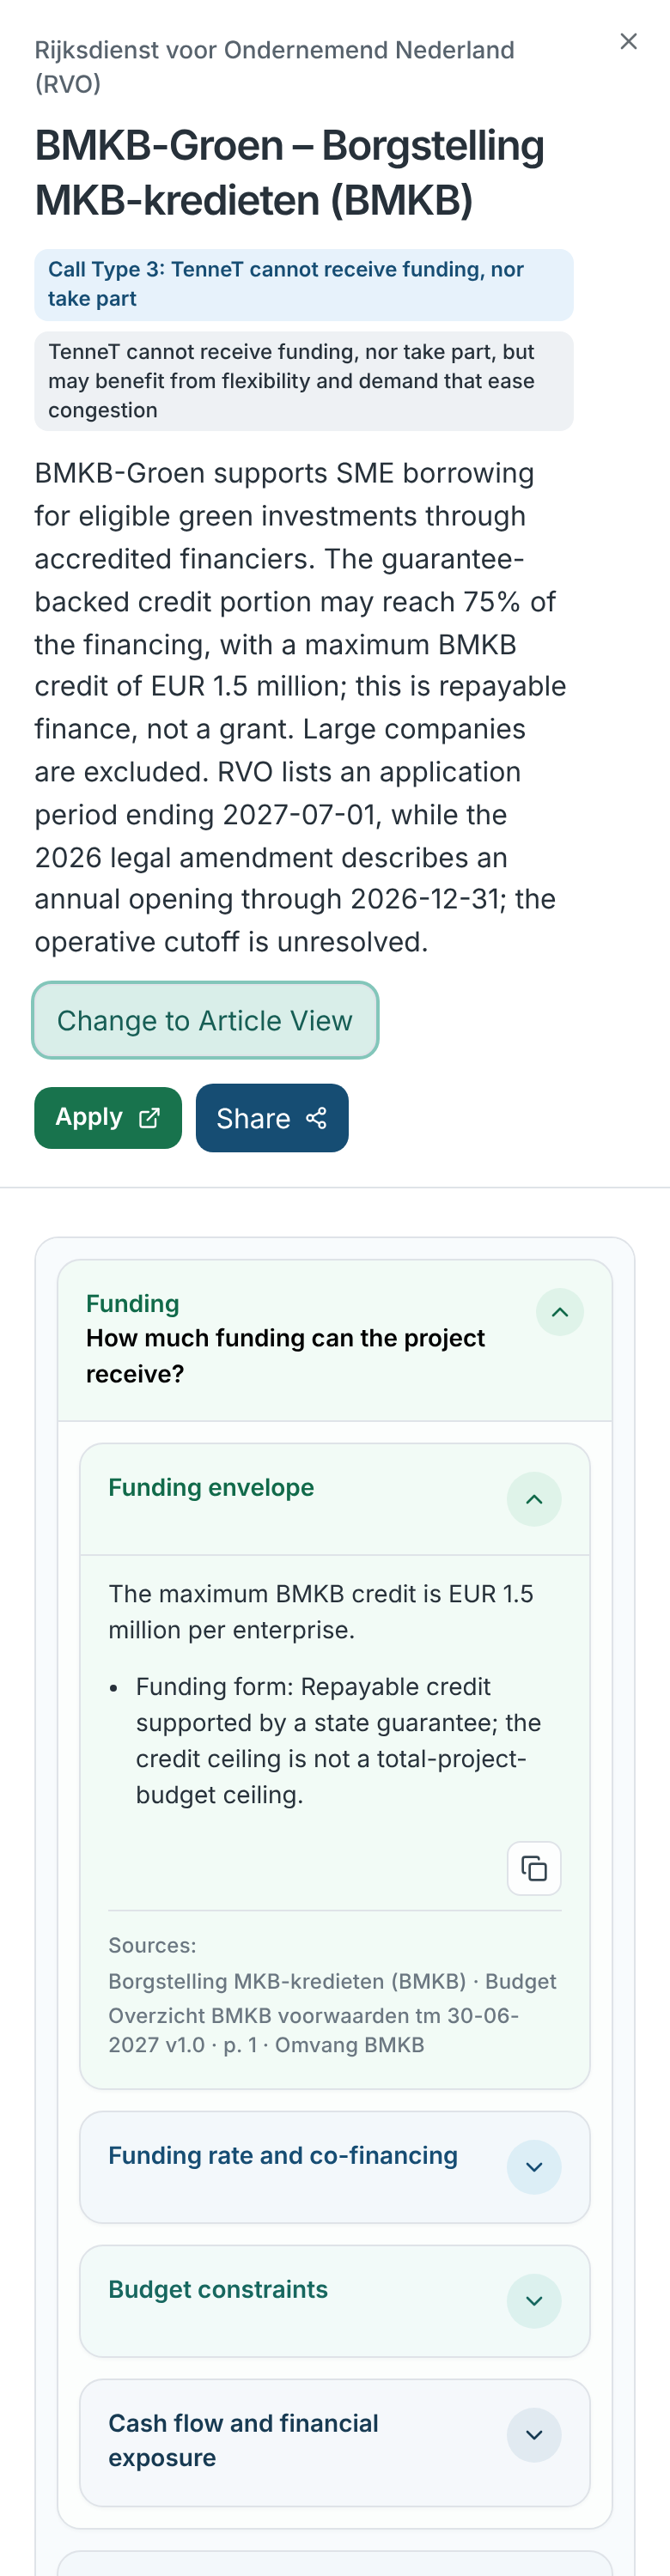 Rijksdienst voor Ondernemend Nederland
(RVO)
BMKB-Groen – Borgstelling
MKB-kredieten (BMKB)
Call Type 3: TenneT cannot receive funding, nor
take part
TenneT cannot receive funding, nor take part, but
may benefit from flexibility and demand that ease
congestion
BMKB-Groen supports SME borrowing
for eligible green investments through
accredited financiers. The guarantee-
backed credit portion may reach 75% of
the financing, with a maximum BMKB
credit of EUR 1.5 million; this is repayable
finance, not a grant. Large companies
are excluded. RVO lists an application
period ending 2027-07-01, while the
2026 legal amendment describes an
annual opening through 2026-12-31; the
operative cutoff is unresolved.
Change to Article View
Apply
Share
Funding
How much funding can the project
receive?
Funding envelope
The maximum BMKB credit is EUR 1.5
million per enterprise.
• Funding form: Repayable credit
supported by a state guarantee; the
credit ceiling is not a total-project-
budget ceiling.
Sources:
Borgstelling MKB-kredieten (BMKB) · Budget
Overzicht BMKB voorwaarden tm 30-06-
2027 v1.0 · p. 1 · Omvang BMKB
Funding rate and co-financing
Budget constraints
Cash flow and financial
exposure